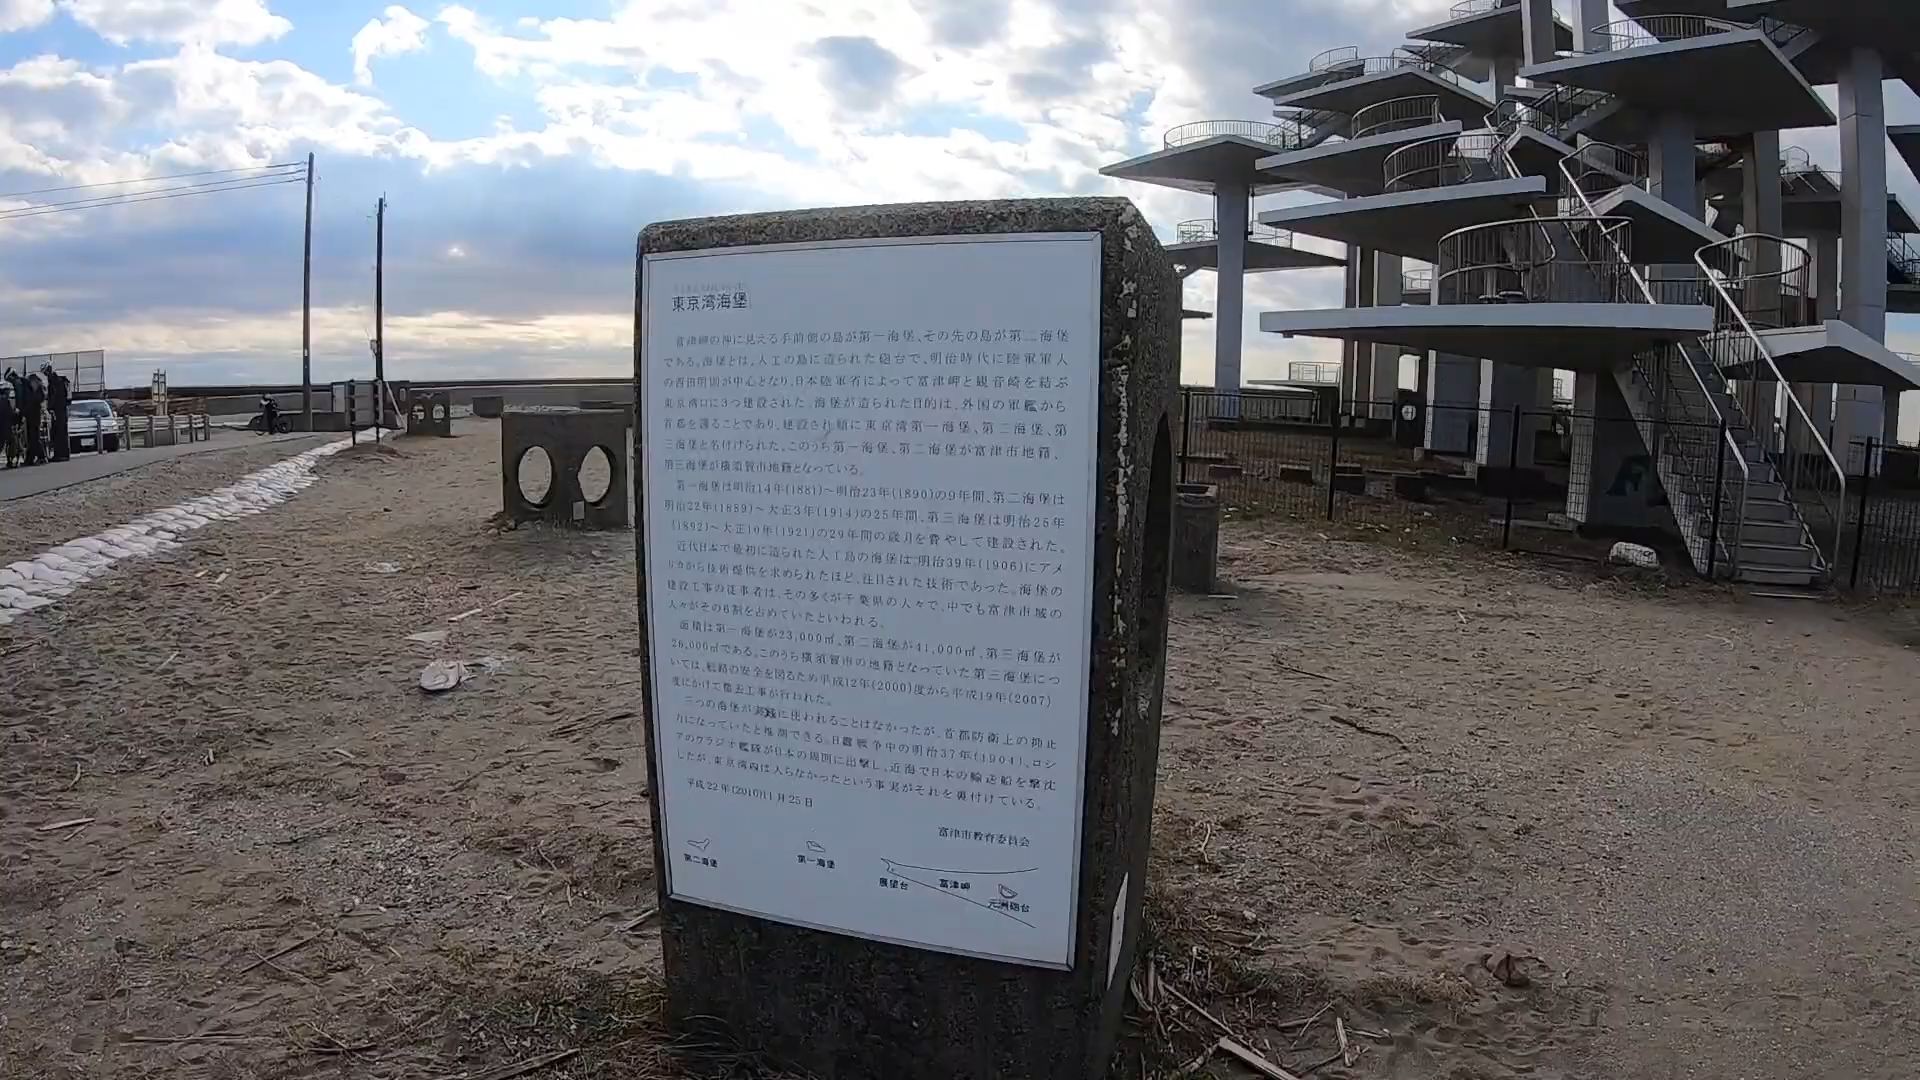 東京湾海堡
富津岬の沖に見える手前側の島が第一海堡、その先の島が第二海堡
である。海堡とは、人工の島に造られた砲台で、明治時代に陸軍軍人
の西田明則が中心となり、日本陸軍省によって富津岬と観音崎を結ぶ
東京湾口に3つ建設された。海堡が造られた目的は、外国の軍艦から
首都を護ることであり、建設され順に東京湾第一海堡、第二海堡、第
三海堡と名付けられた。このうち第一海堡、第二海堡が富津市地籍、
第三海堡が横須賀市地籍となっている。
第一海堡は明治14年(1881)～明治23年(1890)の9年間、第二海堡は
明治22年(1889)～大正3年(1914)の25年間、第三海堡は明治25年
(1892)～大正10年(1921)の29年間の歳月を費やして建設された。
近代日本で最初に造られた人工島の海堡は、明治39年(1906)にアメ
リカから技術提供を求められたほど、注目された技術であった。海堡の
建設工事の従事者は、その多くが千葉県の人々で、中でも富津市域の
人々がその6割を占めていたといわれる。
面積は第一海堡が23,000㎡、第二海堡が41,000㎡、第三海堡が
26,000㎡である。このうち横須賀市の地籍となっていた第三海堡につ
いては、航路の安全を図るため平成12年(2000)度から平成19年(2007)
度にかけて撤去工事が行われた。
三つの海堡が実戦に使われることはなかったが、首都防衛上の抑止
力になっていたと推測できる。日露戦争中の明治37年(1904)、ロシ
アのウラジオ艦隊が日本の周囲に出撃し、近海で日本の輸送船を撃沈
したが、東京湾内は入らなかったという事実がそれを裏付けている。
平成22年(2010)1月25日
富津市教育委員会
第二海堡
第一海堡
展望台
富津岬
元洲砲台